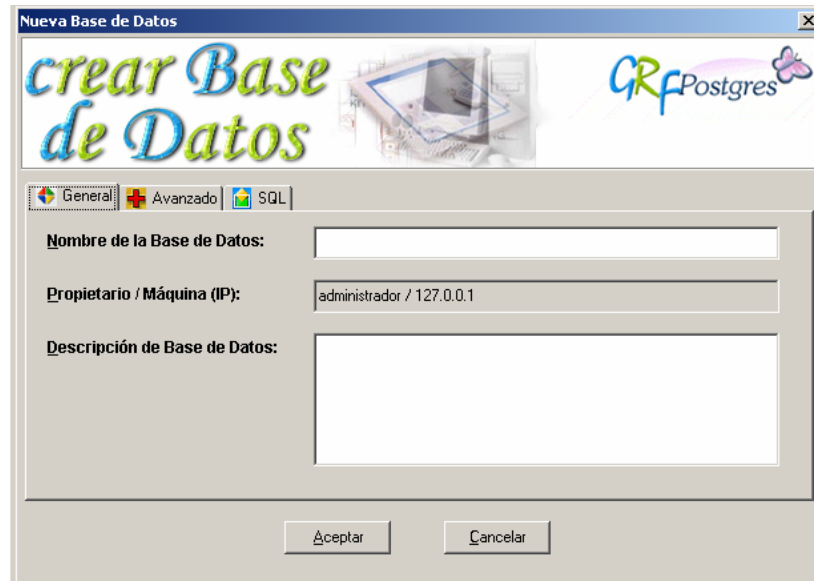 Nueva Base de Datos
crear Base
de Datos
GRFPostgres
General Avanzado SQL
Nombre de la Base de Datos:
Propietario / Máquina (IP): administrador / 127.0.0.1
Descripción de Base de Datos:
Aceptar Cancelar